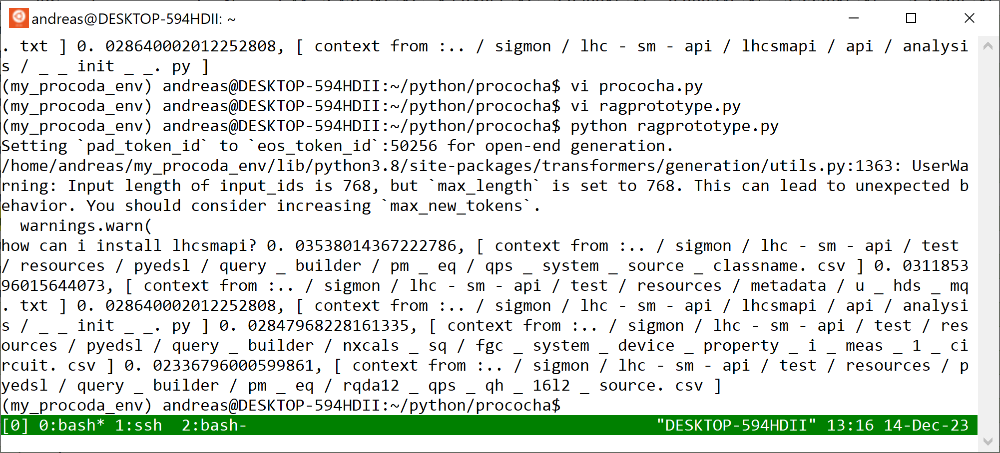 andreas@DESKTOP-594HDII: ~
. txt ] 0. 028640002012252808, [ context from :.. / sigmon / lhc - sm - api / lhcsmapi / api / analysi
s / _ _ init _ _. py ]
(my_procoda_env) andreas@DESKTOP-594HDII:~/python/prococha$ vi prococha.py
(my_procoda_env) andreas@DESKTOP-594HDII:~/python/prococha$ vi ragprototype.py
(my_procoda_env) andreas@DESKTOP-594HDII:~/python/prococha$ python ragprototype.py
Setting `pad_token_id` to `eos_token_id`:50256 for open-end generation.
/home/andreas/my_procoda_env/lib/python3.8/site-packages/transformers/generation/utils.py:1363: UserWa
rning: Input length of input_ids is 768, but `max_length` is set to 768. This can lead to unexpected b
ehavior. You should consider increasing `max_new_tokens`.
  warnings.warn(
how can i install lhcsmapi? 0. 03538014367222786, [ context from :.. / sigmon / lhc - sm - api / test
/ resources / pyedsl / query _ builder / pm _ eq / qps _ system _ source _ classname. csv ] 0. 0311853
96015644073, [ context from :.. / sigmon / lhc - sm - api / test / resources / metadata / u _ hds _ mq
. txt ] 0. 028640002012252808, [ context from :.. / sigmon / lhc - sm - api / lhcsmapi / api / analysi
s / _ _ init _ _. py ] 0. 02847968228161335, [ context from :.. / sigmon / lhc - sm - api / test / res
ources / pyedsl / query _ builder / nxcals _ sq / fgc _ system _ device _ property _ i _ meas _ 1 _ ci
rcuit. csv ] 0. 02336796000599861, [ context from :.. / sigmon / lhc - sm - api / test / resources / p
yedsl / query _ builder / pm _ eq / rqda12 _ qps _ qh _ 16l2 _ source. csv ]
(my_procoda_env) andreas@DESKTOP-594HDII:~/python/prococha$
[0] 0:bash* 1:ssh  2:bash- "DESKTOP-594HDII" 13:16 14-Dec-23